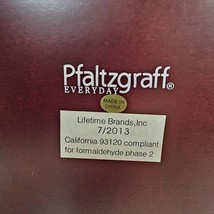 Pfaltzgraff®
EVERYDAY
MADE IN
CHINA
Lifetime Brands,Inc
7/2013
California 93120 compliant
for formaldehyde phase 2